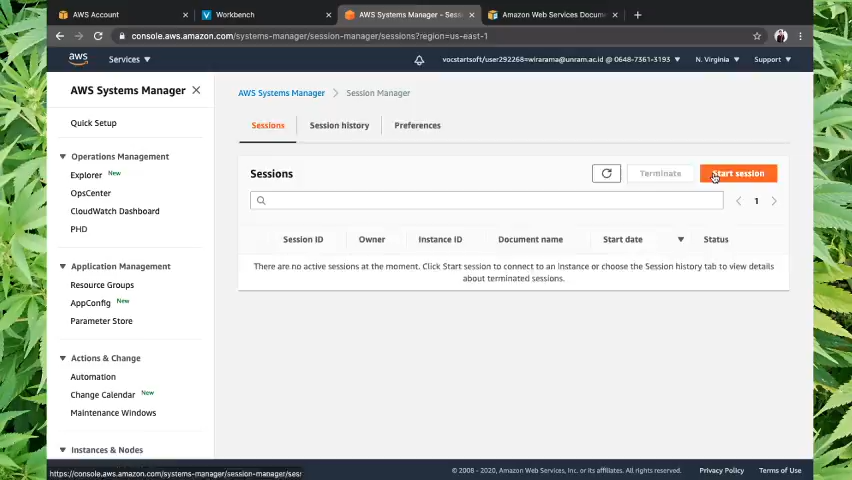 AWS Account
Workbench
AWS Systems Manager - Sess
Amazon Web Services Docume
console.aws.amazon.com/systems-manager/session-manager/sessions?region=us-east-1
aws
Services
vocstartsoft/user292268=wirarama@unram.ac.id @ 0648-7361-3193
N. Virginia
Support
AWS Systems Manager
Quick Setup
Operations Management
Explorer New
OpsCenter
CloudWatch Dashboard
PHD
Application Management
Resource Groups
AppConfig New
Parameter Store
Actions & Change
Automation
Change Calendar New
Maintenance Windows
Instances & Nodes
AWS Systems Manager > Session Manager
Sessions
Session history
Preferences
Sessions
Terminate
Start session
1
Session ID
Owner
Instance ID
Document name
Start date
Status
There are no active sessions at the moment. Click Start session to connect to an instance or choose the Session history tab to view details
about terminated sessions.
https://console.aws.amazon.com/systems-manager/session-manager/ses
© 2008 - 2020, Amazon Web Services, Inc. or its affiliates. All rights reserved.
Privacy Policy
Terms of Use